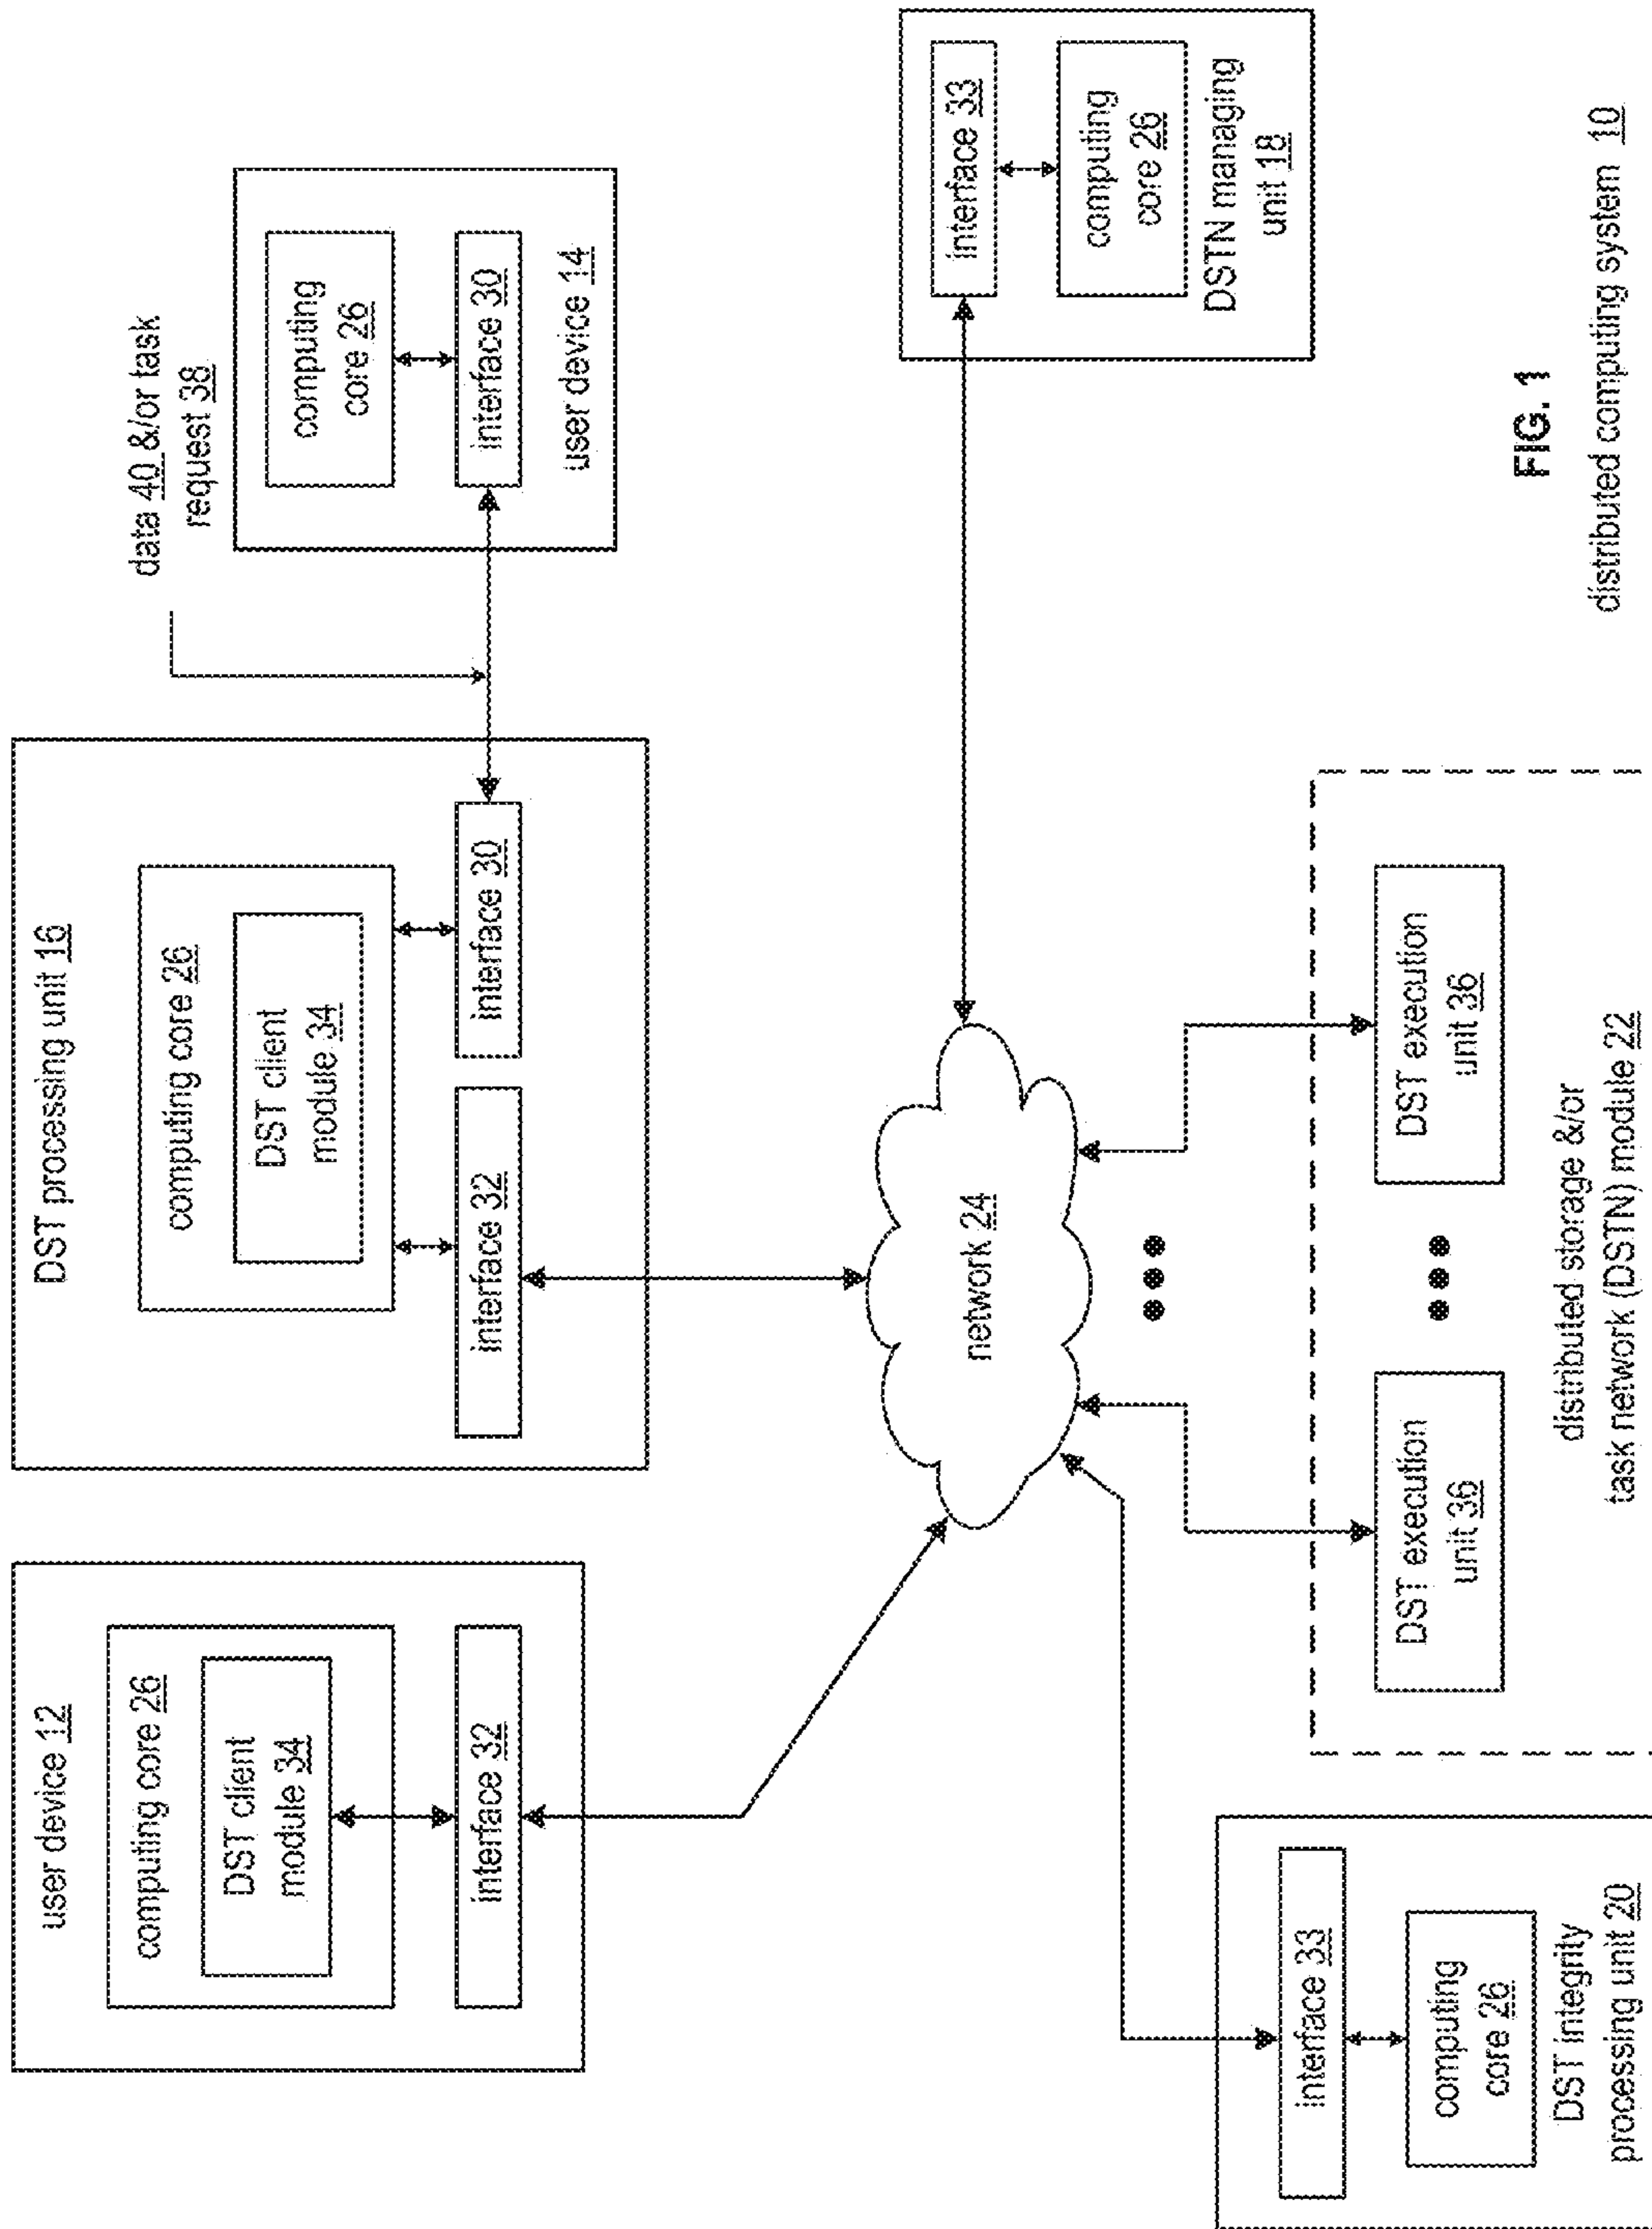 user device 12
computing core 26
DST client
module 34
interface 32
DST processing unit 16
computing core 26
DST client
module 34
interface 32
interface 30
data 40 &/or task
request 38
computing
core 26
interface 30
user device 14
network 24
interface 33
computing
core 26
DSTN managing
unit 18
interface 33
computing
core 26
DST integrity
processing unit 20
DST execution
unit 36
DST execution
unit 36
distributed storage &/or
task network (DSTN) module 22
FIG. 1
distributed computing system 10